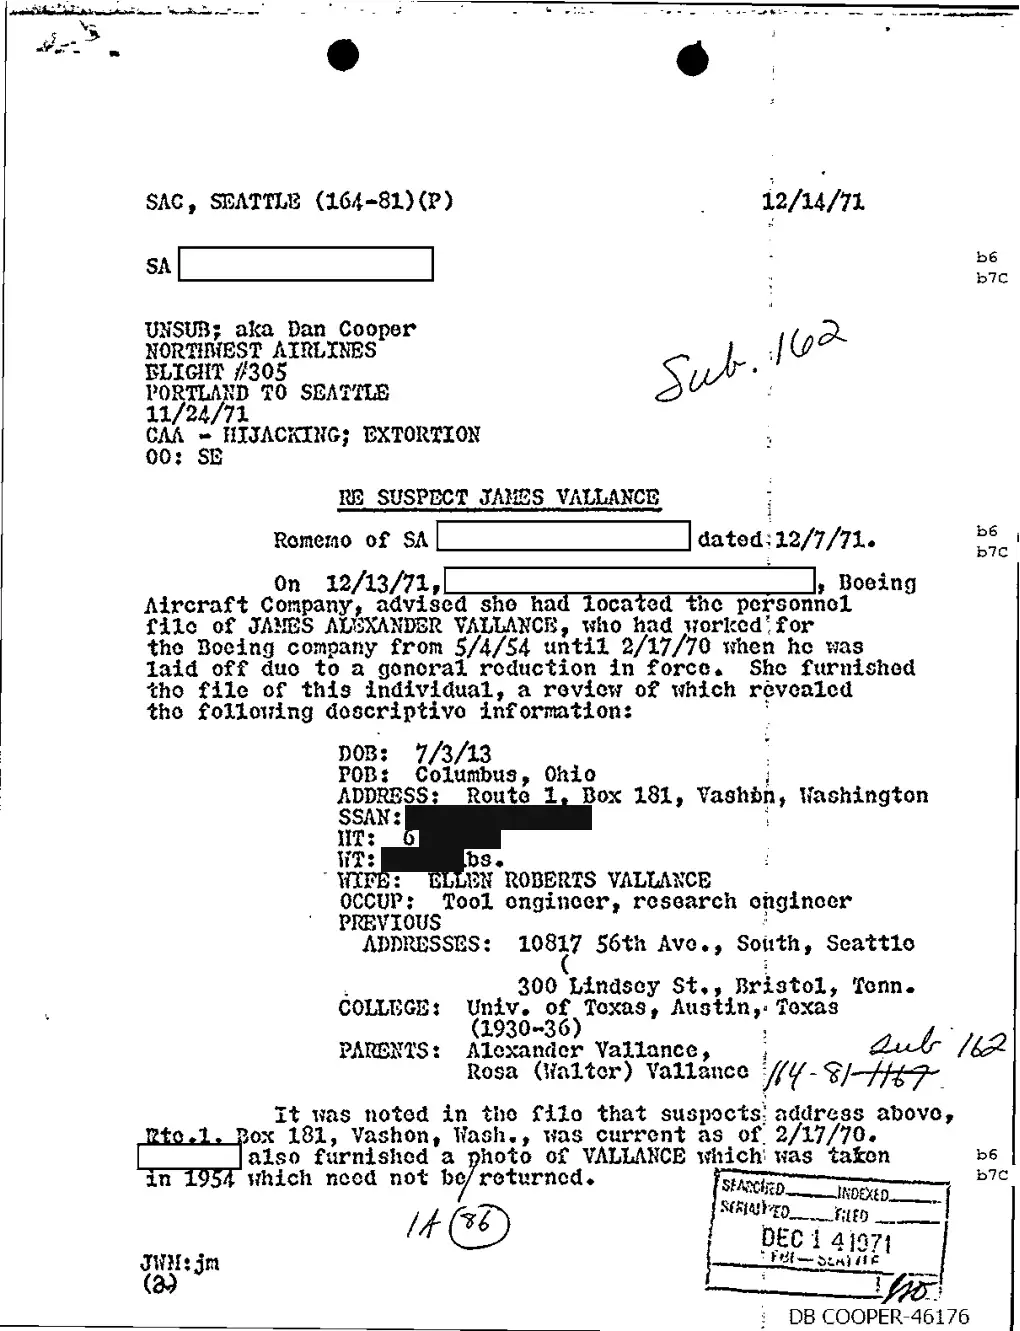 SAC, SEATTLE (164-81)(P) 12/14/71
SA
b6
b7C
UNSUB; aka Dan Cooper
NORTHWEST AIRLINES
FLIGHT #305
PORTLAND TO SEATTLE
11/24/71
CAA - HIJACKING; EXTORTION
OO: SE
Sub. 162
RE SUSPECT JAMES VALLANCE
Rememo of SA dated 12/7/71.
b6
b7C
On 12/13/71, , Boeing
Aircraft Company, advised she had located the personnel
file of JAMES ALEXANDER VALLANCE, who had worked for
the Boeing company from 5/4/54 until 2/17/70 when he was
laid off due to a general reduction in force. She furnished
the file of this individual, a review of which revealed
the following descriptive information:
DOB: 7/3/13
POB: Columbus, Ohio
ADDRESS: Route 1, Box 181, Vashon, Washington
SSAN:
HT: 6
WT: lbs.
WIFE: ELLEN ROBERTS VALLANCE
OCCUP: Tool engineer, research engineer
PREVIOUS
ADDRESSES: 10817 56th Ave., South, Seattle
300 Lindsey St., Bristol, Tenn.
COLLEGE: Univ. of Texas, Austin, Texas
(1930-36)
PARENTS: Alexander Vallance,
Rosa (Walter) Vallance
Sub 162
164-81-1167
It was noted in the file that suspects address above,
Rte.1. Box 181, Vashon, Wash., was current as of 2/17/70.
also furnished a photo of VALLANCE which was taken
in 1954 which need not be returned.
b6
b7C
1A (86)
SEARCHED INDEXED
SERIALIZED FILED
DEC 14 1971
FBI — SEATTLE
JWH:jm
(2)
DB COOPER-46176